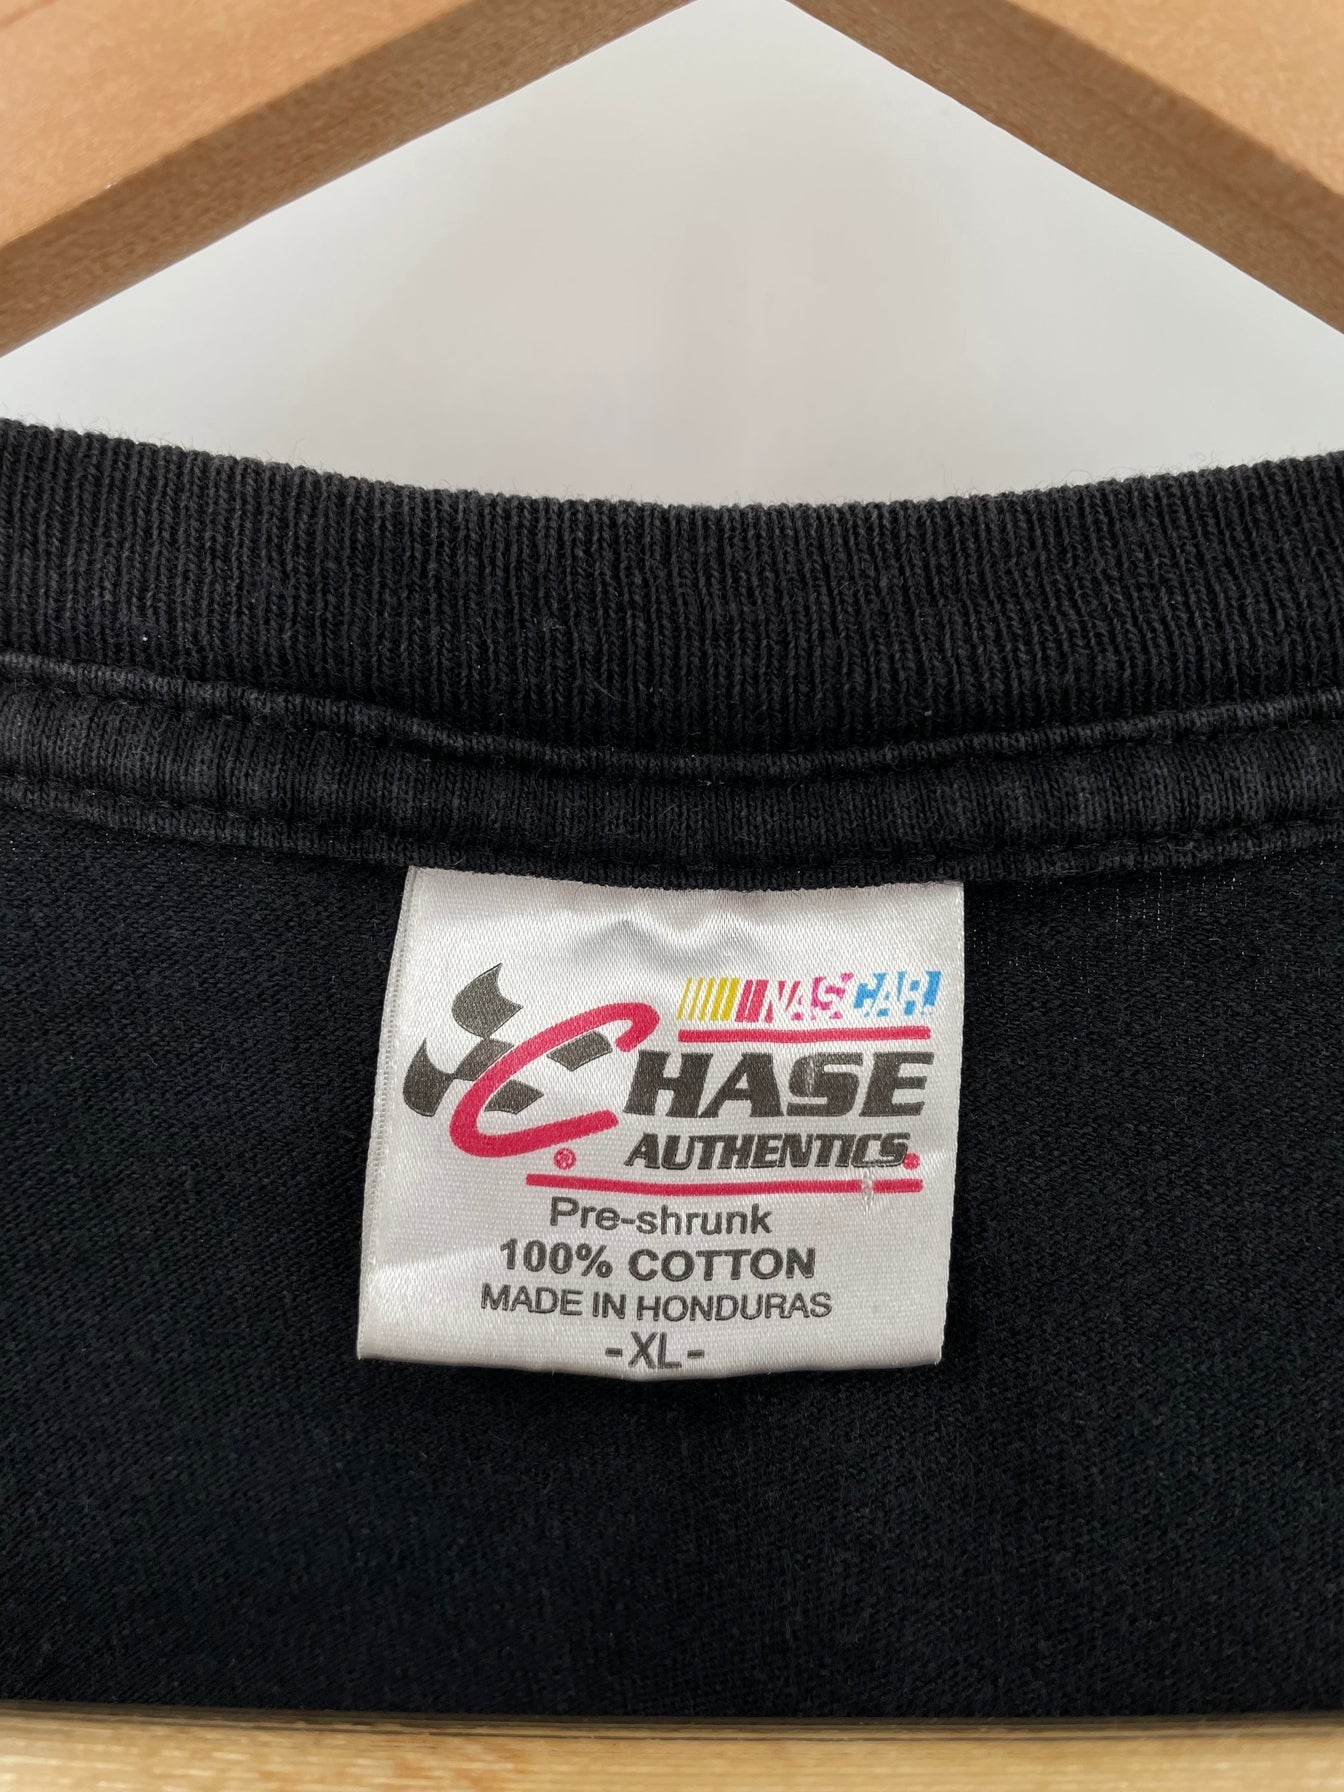 NASCAR
CHASE
AUTHENTICS
®
Pre-shrunk
100% COTTON
MADE IN HONDURAS
-XL-